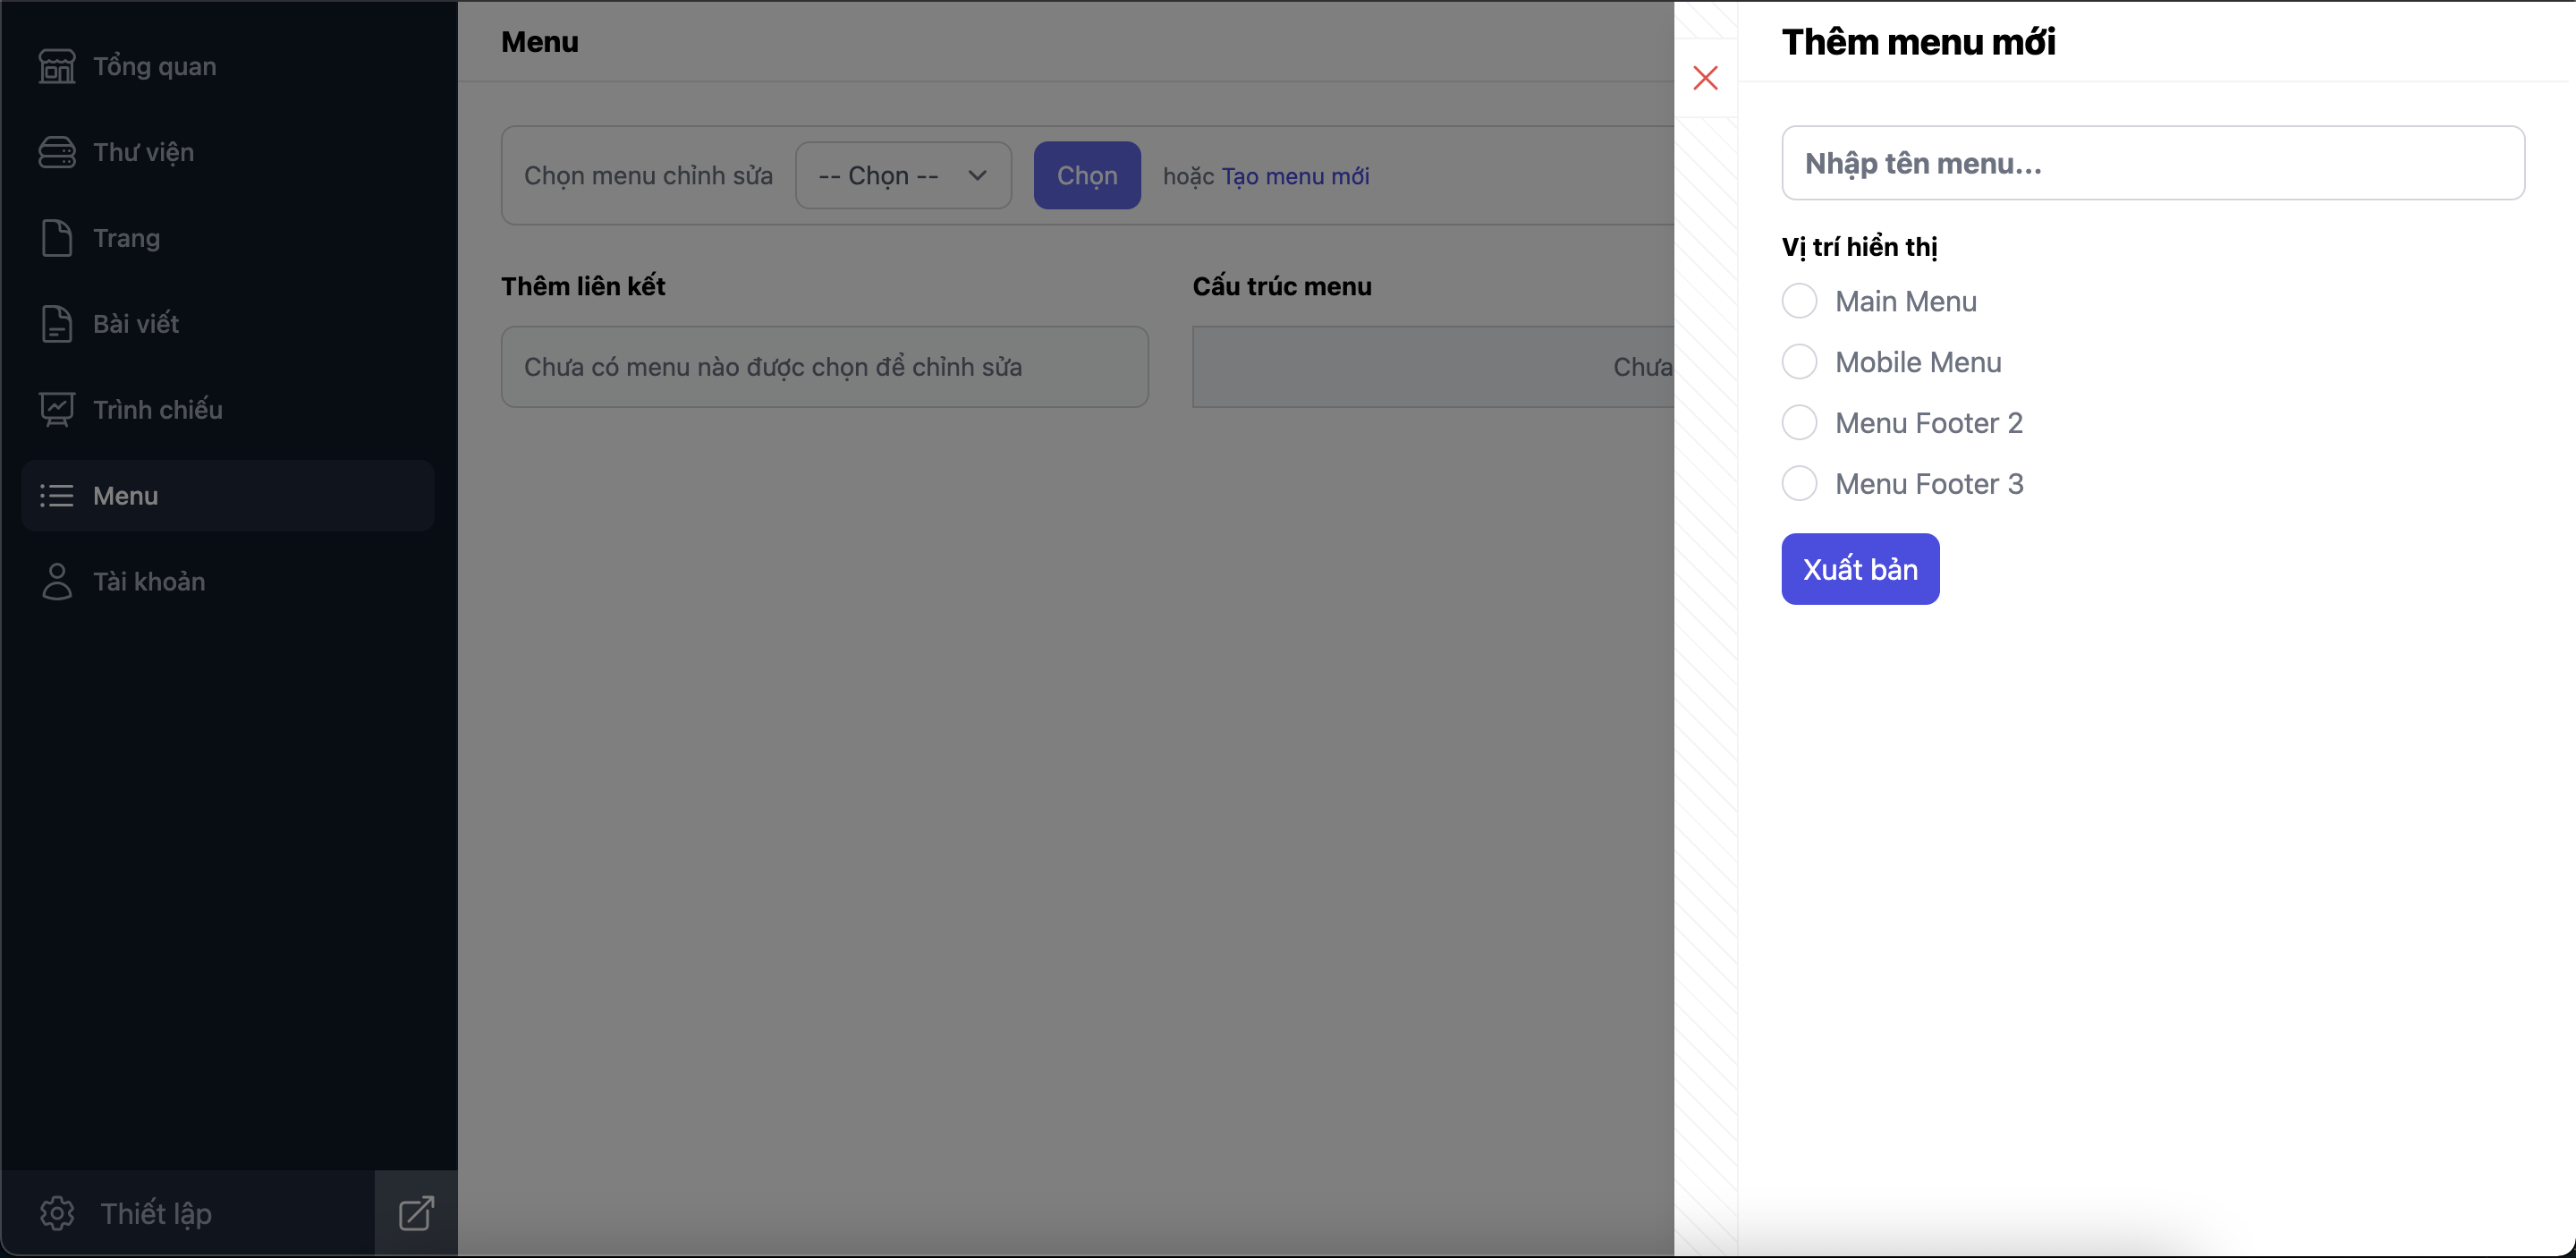 Tổng quan
Thư viện
Trang
Bài viết
Trình chiếu
Menu
Tài khoản
Thiết lập
Menu
Chọn menu chỉnh sửa
-- Chọn --
Chọn
hoặc Tạo menu mới
Thêm liên kết
Chưa có menu nào được chọn để chỉnh sửa
Cấu trúc menu
Chưa
Thêm menu mới
Nhập tên menu...
Vị trí hiển thị
Main Menu
Mobile Menu
Menu Footer 2
Menu Footer 3
Xuất bản